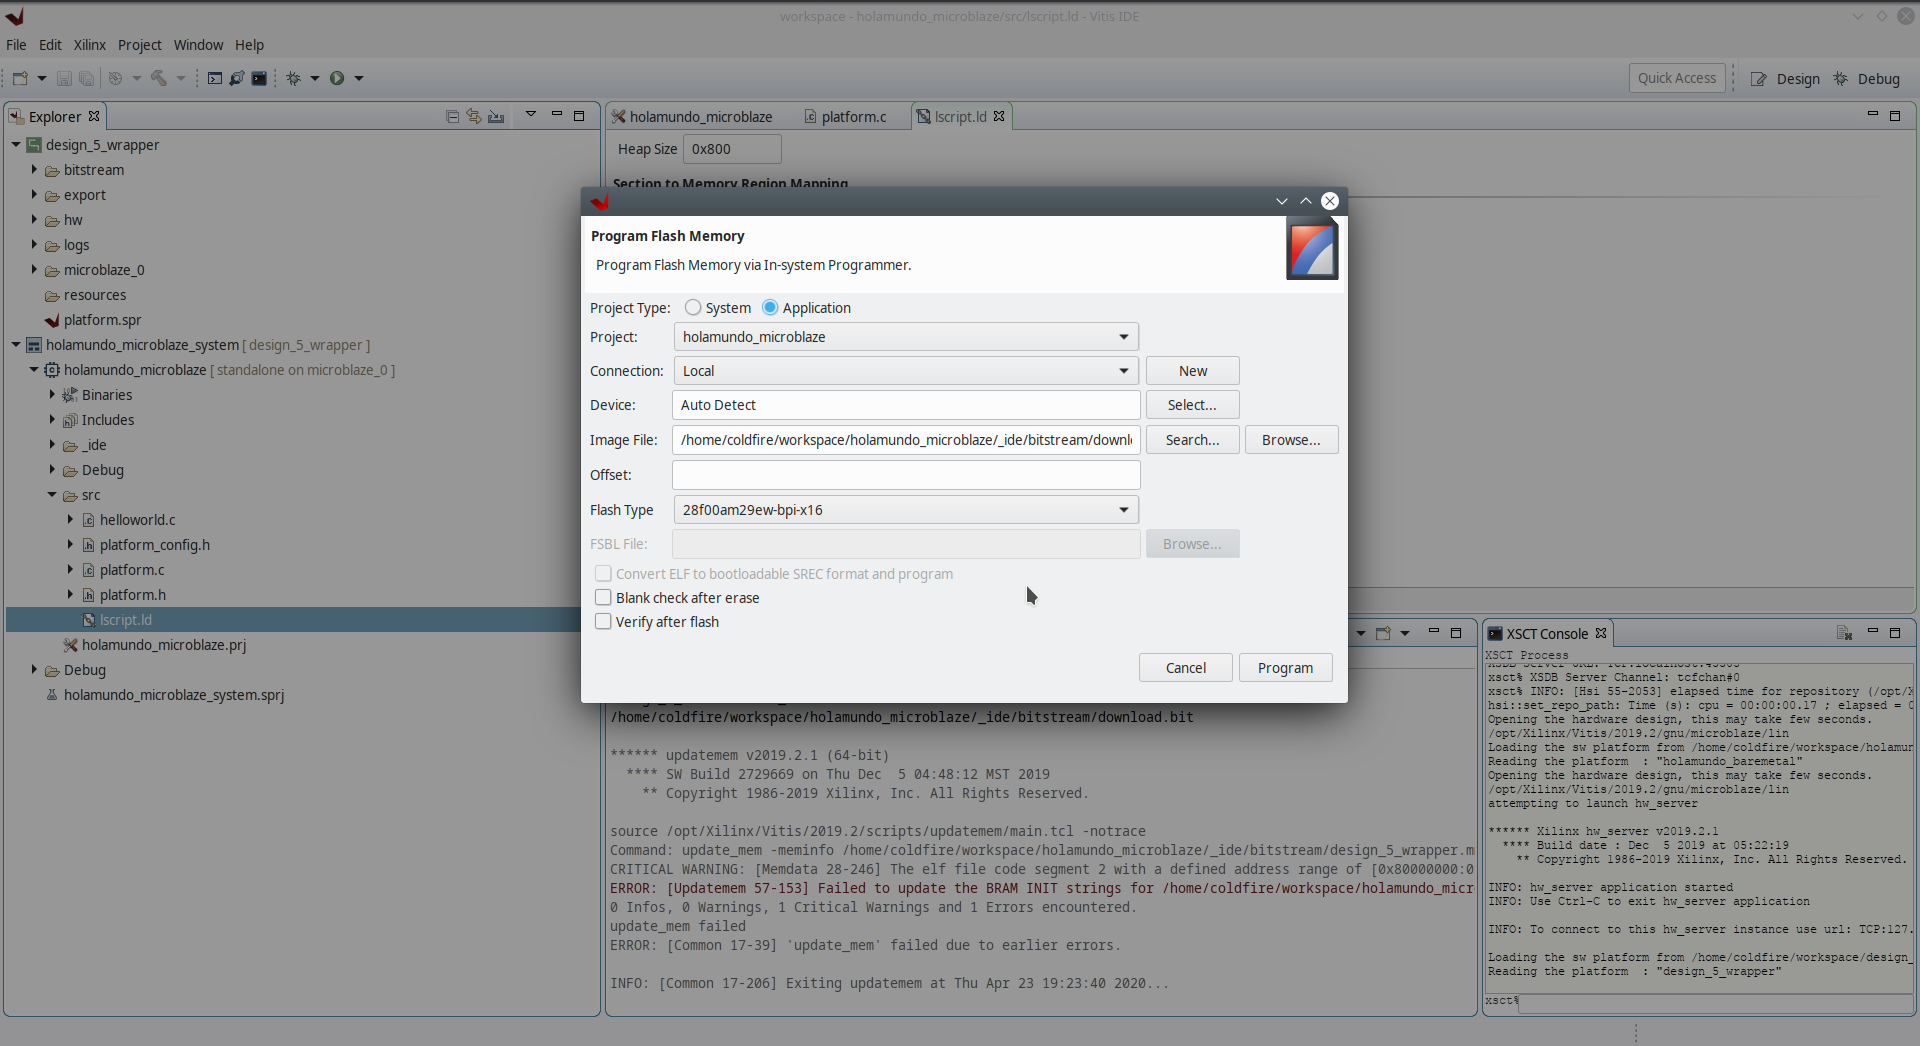 workspace - holamundo_microblaze/src/lscript.ld - Vitis IDE
File Edit Xilinx Project Window Help
Quick Access Design Debug
Explorer
design_5_wrapper
bitstream
export
hw
logs
microblaze_0
resources
platform.spr
holamundo_microblaze_system [ design_5_wrapper ]
holamundo_microblaze [ standalone on microblaze_0 ]
Binaries
Includes
_ide
Debug
src
helloworld.c
platform_config.h
platform.c
platform.h
lscript.ld
holamundo_microblaze.prj
Debug
holamundo_microblaze_system.sprj
holamundo_microblaze platform.c lscript.ld
Heap Size 0x800
Section to Memory Region Mapping
Program Flash Memory
Program Flash Memory via In-system Programmer.
Project Type: System Application
Project: holamundo_microblaze
Connection: Local New
Device: Auto Detect Select...
Image File: /home/coldfire/workspace/holamundo_microblaze/_ide/bitstream/downl Search... Browse...
Offset:
Flash Type 28f00am29ew-bpi-x16
FSBL File: Browse...
Convert ELF to bootloadable SREC format and program
Blank check after erase
Verify after flash
Cancel Program
/home/coldfire/workspace/holamundo_microblaze/_ide/bitstream/download.bit
****** updatemem v2019.2.1 (64-bit)
**** SW Build 2729669 on Thu Dec 5 04:48:12 MST 2019
** Copyright 1986-2019 Xilinx, Inc. All Rights Reserved.
source /opt/Xilinx/Vitis/2019.2/scripts/updatemem/main.tcl -notrace
Command: update_mem -meminfo /home/coldfire/workspace/holamundo_microblaze/_ide/bitstream/design_5_wrapper.m
CRITICAL WARNING: [Memdata 28-246] The elf file code segment 2 with a defined address range of [0x80000000:0
ERROR: [Updatemem 57-153] Failed to update the BRAM INIT strings for /home/coldfire/workspace/holamundo_micr
0 Infos, 0 Warnings, 1 Critical Warnings and 1 Errors encountered.
update_mem failed
ERROR: [Common 17-39] 'update_mem' failed due to earlier errors.
INFO: [Common 17-206] Exiting updatemem at Thu Apr 23 19:23:40 2020...
XSCT Console
XSCT Process
xsct% XSDB Server Channel: tcfchan#0
xsct% INFO: [Hsi 55-2053] elapsed time for repository (/opt/X
hsi::set_repo_path: Time (s): cpu = 00:00:00.17 ; elapsed = 0
Opening the hardware design, this may take few seconds.
/opt/Xilinx/Vitis/2019.2/gnu/microblaze/lin
Loading the sw platform from /home/coldfire/workspace/holamun
Reading the platform : "holamundo_baremetal"
Opening the hardware design, this may take few seconds.
/opt/Xilinx/Vitis/2019.2/gnu/microblaze/lin
attempting to launch hw_server
****** Xilinx hw_server v2019.2.1
**** Build date : Dec 5 2019 at 05:22:19
** Copyright 1986-2019 Xilinx, Inc. All Rights Reserved.
INFO: hw_server application started
INFO: Use Ctrl-C to exit hw_server application
INFO: To connect to this hw_server instance use url: TCP:127.
Loading the sw platform from /home/coldfire/workspace/design_
Reading the platform : "design_5_wrapper"
xsct%